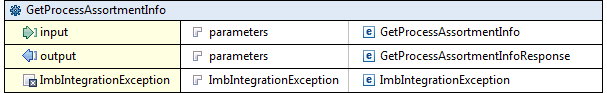 GetProcessAssortmentInfo
input parameters GetProcessAssortmentInfo
output parameters GetProcessAssortmentInfoResponse
ImbIntegrationException ImbIntegrationException ImbIntegrationException